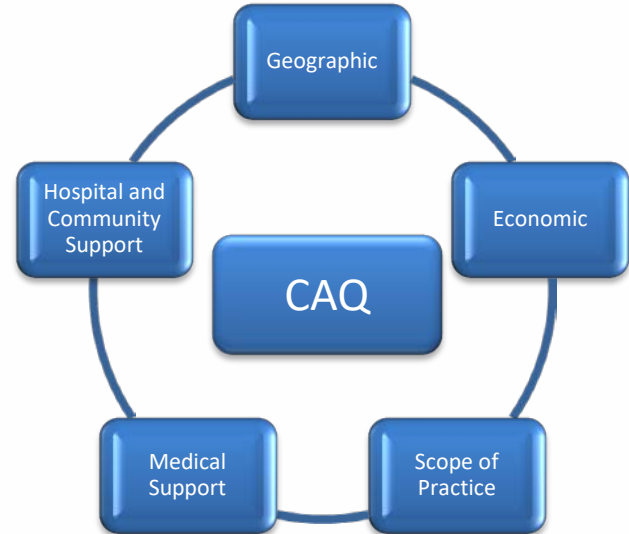 Geographic
Hospital and
Community
Support
Economic
CAQ
Medical
Support
Scope of
Practice